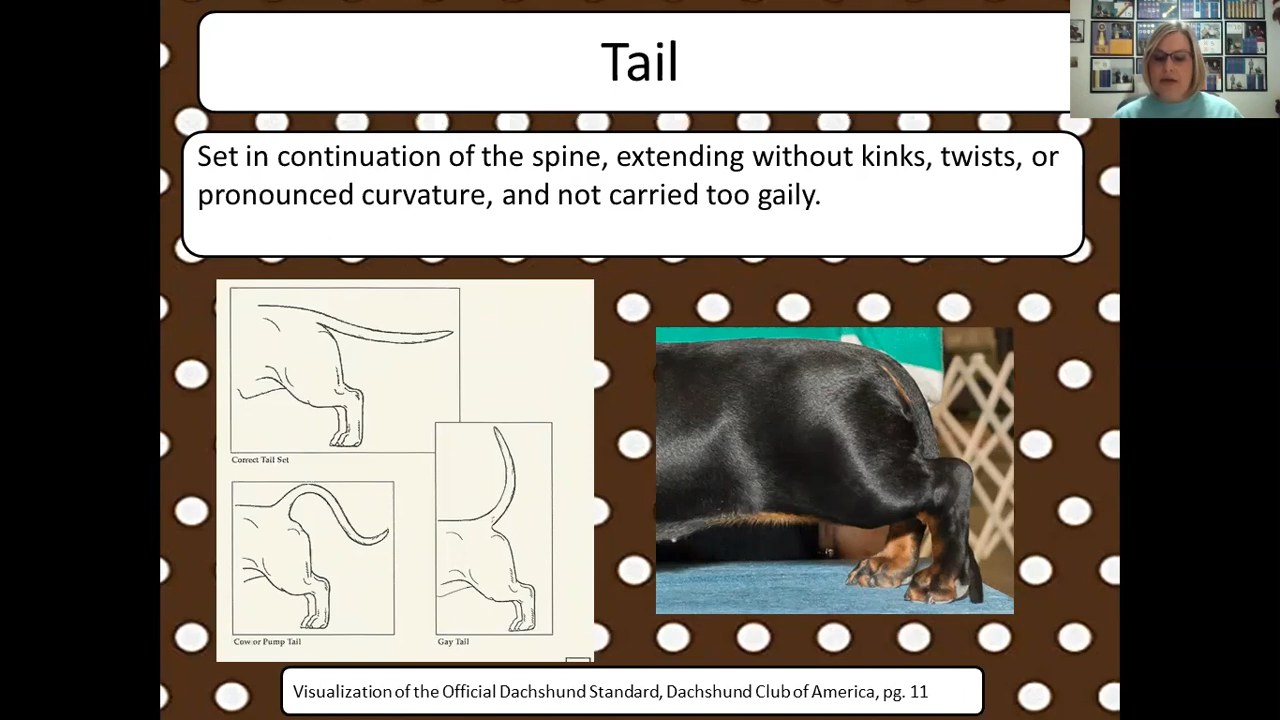 Tail
Set in continuation of the spine, extending without kinks, twists, or
pronounced curvature, and not carried too gaily.
Correct Tail Set
Cow or Pump Tail
Gay Tail
Visualization of the Official Dachshund Standard, Dachshund Club of America, pg. 11